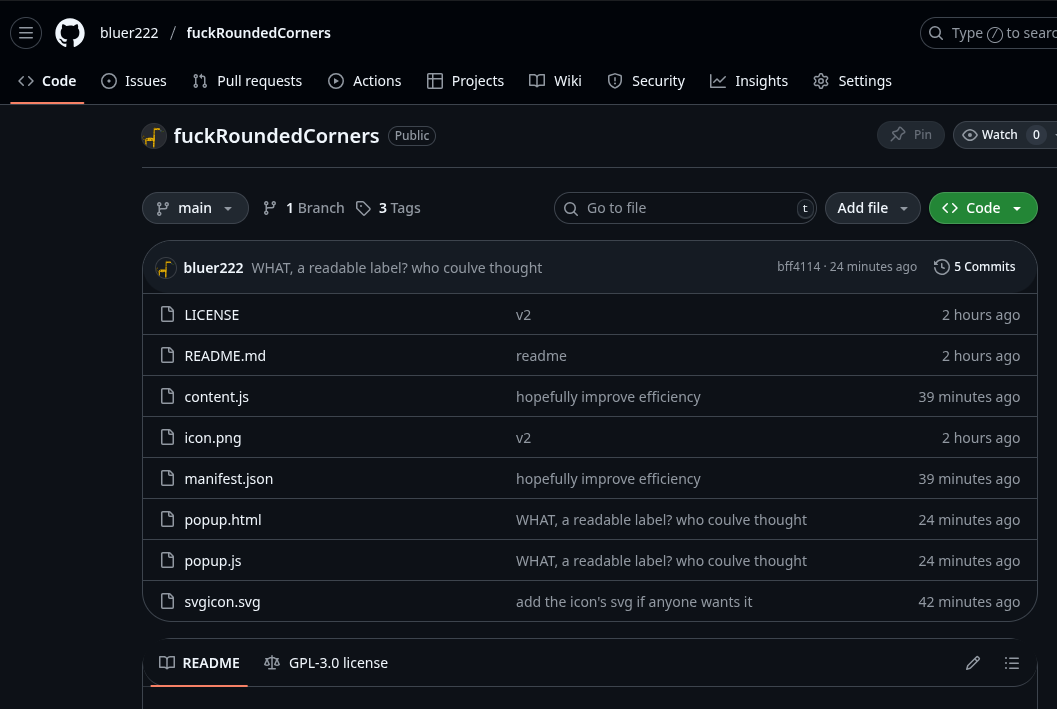 bluer222 / fuckRoundedCorners
Type / to searc
Code Issues Pull requests Actions Projects Wiki Security Insights Settings
fuckRoundedCorners Public
Pin Watch 0
main 1 Branch 3 Tags
Go to file t Add file Code
bluer222 WHAT, a readable label? who coulve thought bff4114 · 24 minutes ago 5 Commits
LICENSE v2 2 hours ago
README.md readme 2 hours ago
content.js hopefully improve efficiency 39 minutes ago
icon.png v2 2 hours ago
manifest.json hopefully improve efficiency 39 minutes ago
popup.html WHAT, a readable label? who coulve thought 24 minutes ago
popup.js WHAT, a readable label? who coulve thought 24 minutes ago
svgicon.svg add the icon's svg if anyone wants it 42 minutes ago
README GPL-3.0 license